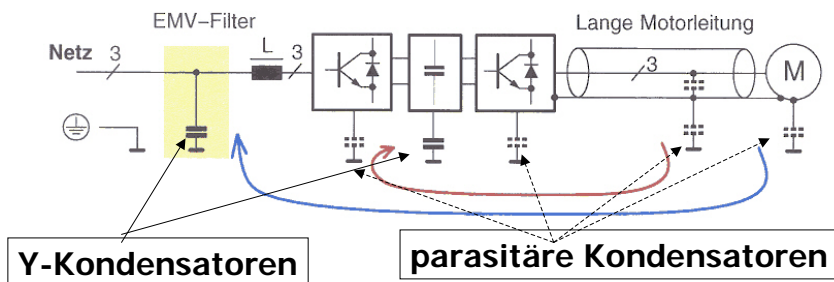 EMV–Filter
Lange Motorleitung
Netz
3
L
3
3
M
Y-Kondensatoren
parasitäre Kondensatoren